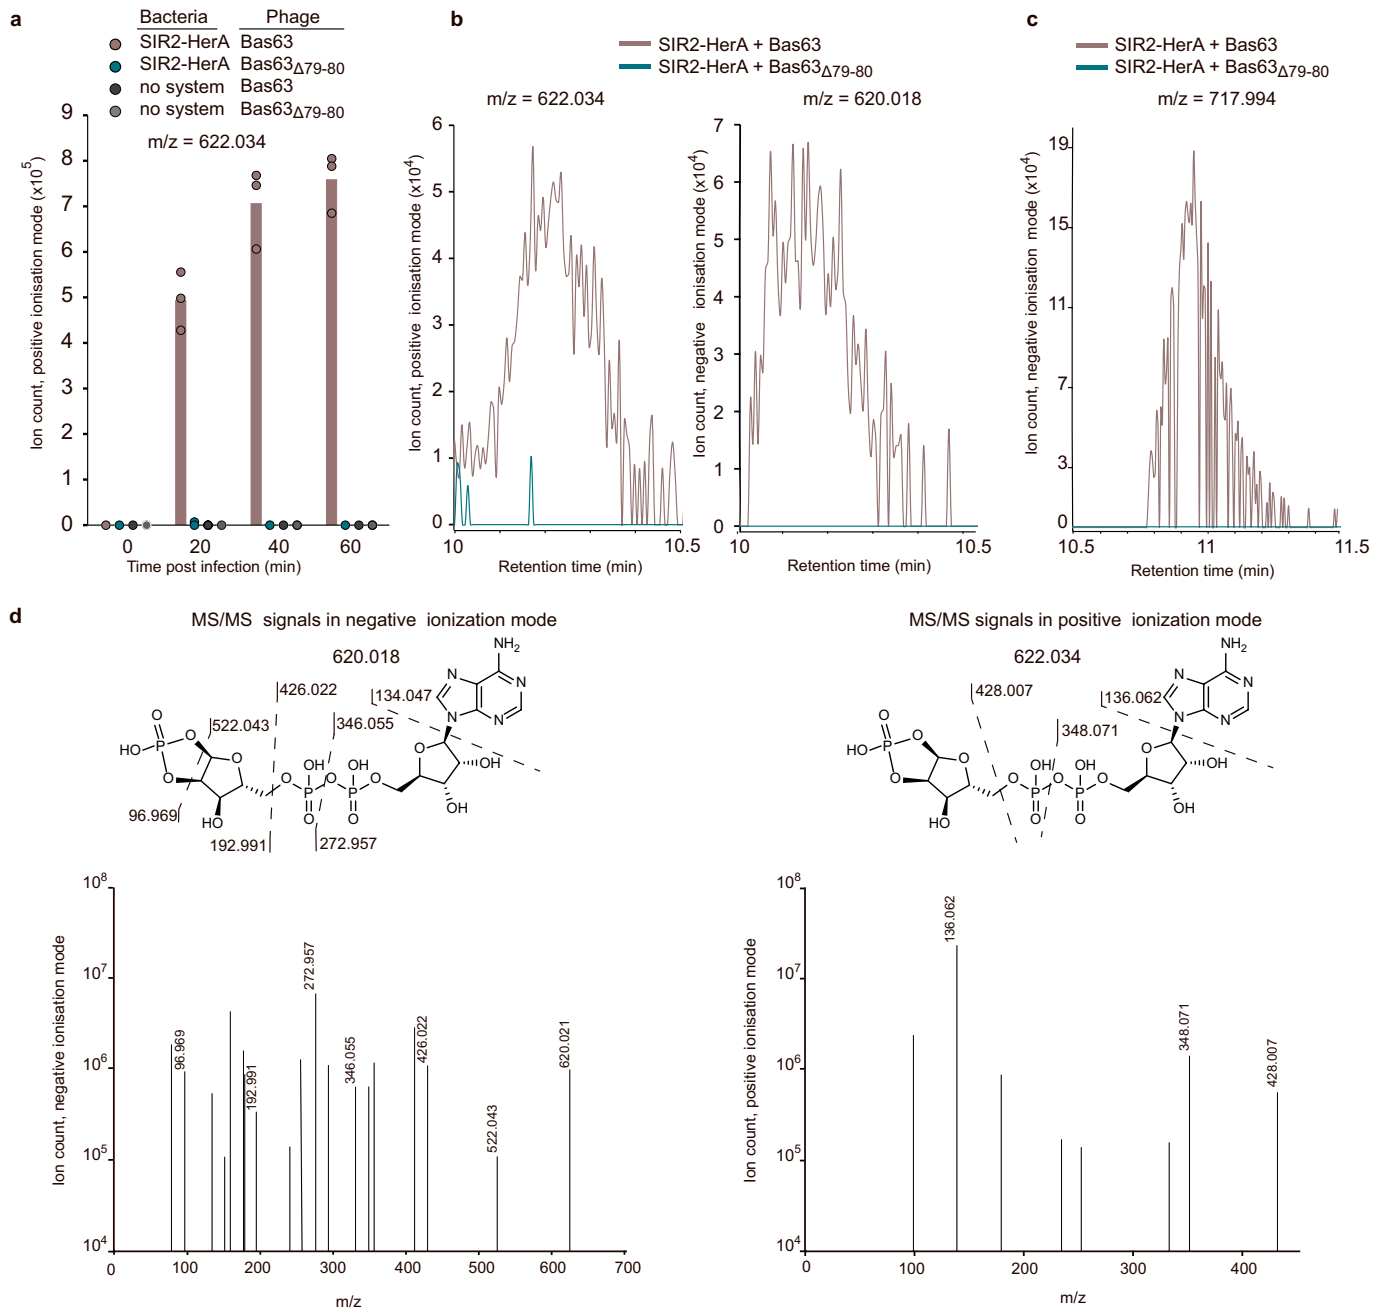 a
Bacteria Phage
SIR2-HerA Bas63
SIR2-HerA Bas63Δ79-80
no system Bas63
no system Bas63Δ79-80
m/z = 622.034
Ion count, positive ionisation mode (x10^5)
9
8
7
6
5
4
3
2
1
0
0 20 40 60
Time post infection (min)
b
SIR2-HerA + Bas63
SIR2-HerA + Bas63Δ79-80
m/z = 622.034
Ion count, positive ionisation mode (x10^4)
6
5
4
3
2
1
0
10 10.5
Retention time (min)
m/z = 620.018
Ion count, negative ionisation mode (x10^4)
7
6
5
4
3
2
1
0
10 10.5
Retention time (min)
c
SIR2-HerA + Bas63
SIR2-HerA + Bas63Δ79-80
m/z = 717.994
Ion count, negative ionisation mode (x10^4)
19
15
11
7
3
0
10.5 11 11.5
Retention time (min)
d
MS/MS signals in negative ionization mode
620.018
NH2
N N
N N
426.022
134.047
522.043
346.055
O
HO P O
O
O
HO
O P O P O
OH OH
O O
O
OH
OH
96.969
192.991
272.957
Ion count, negative ionisation mode
10^8
10^7
10^6
10^5
10^4
96.969
192.991
272.957
346.055
426.022
522.043
620.021
0 100 200 300 400 500 600 700
m/z
MS/MS signals in positive ionization mode
622.034
NH2
N N
N N
428.007
136.062
348.071
O
HO P O
O
O
HO
O P O P O
OH OH
O O
O
OH
OH
Ion count, positive ionisation mode
10^8
10^7
10^6
10^5
10^4
136.062
348.071
428.007
0 100 200 300 400
m/z